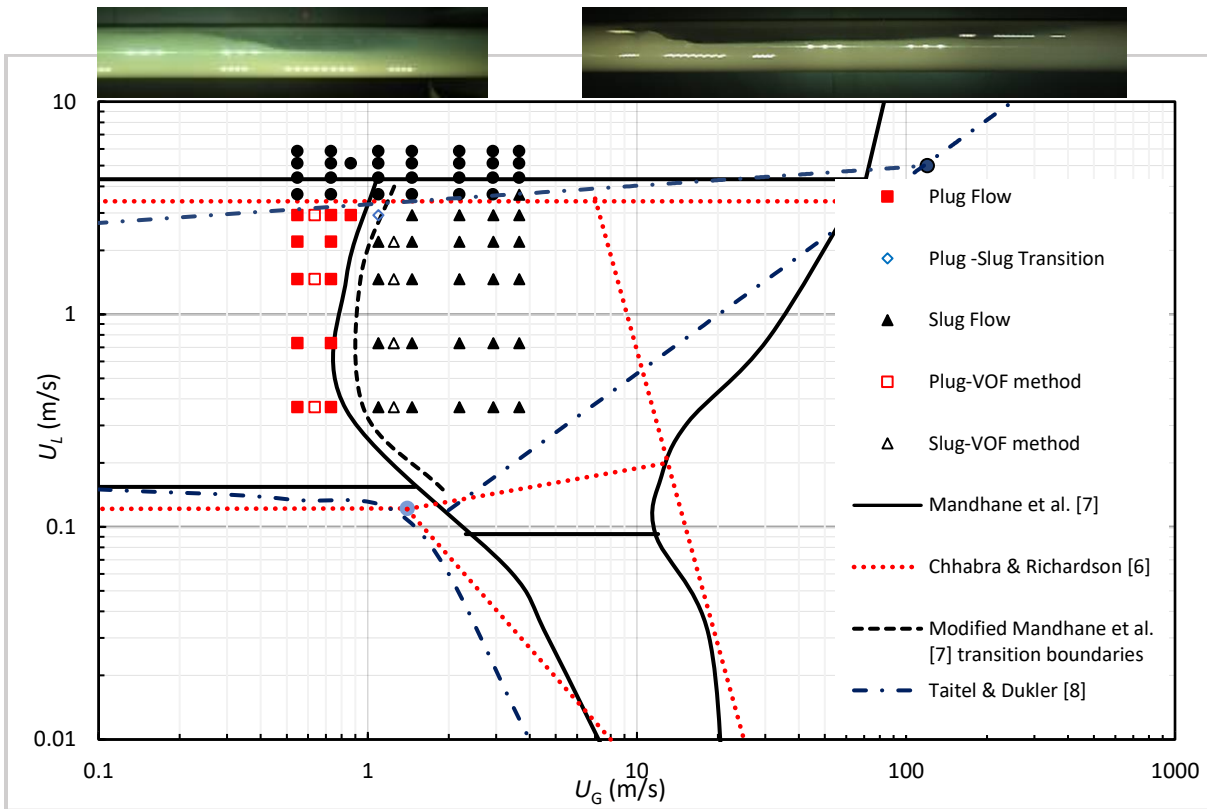 10
1
0.1
0.01
U_L (m/s)
0.1
1
10
100
1000
U_G (m/s)
Plug Flow
Plug -Slug Transition
Slug Flow
Plug-VOF method
Slug-VOF method
Mandhane et al. [7]
Chhabra & Richardson [6]
Modified Mandhane et al.
[7] transition boundaries
Taitel & Dukler [8]